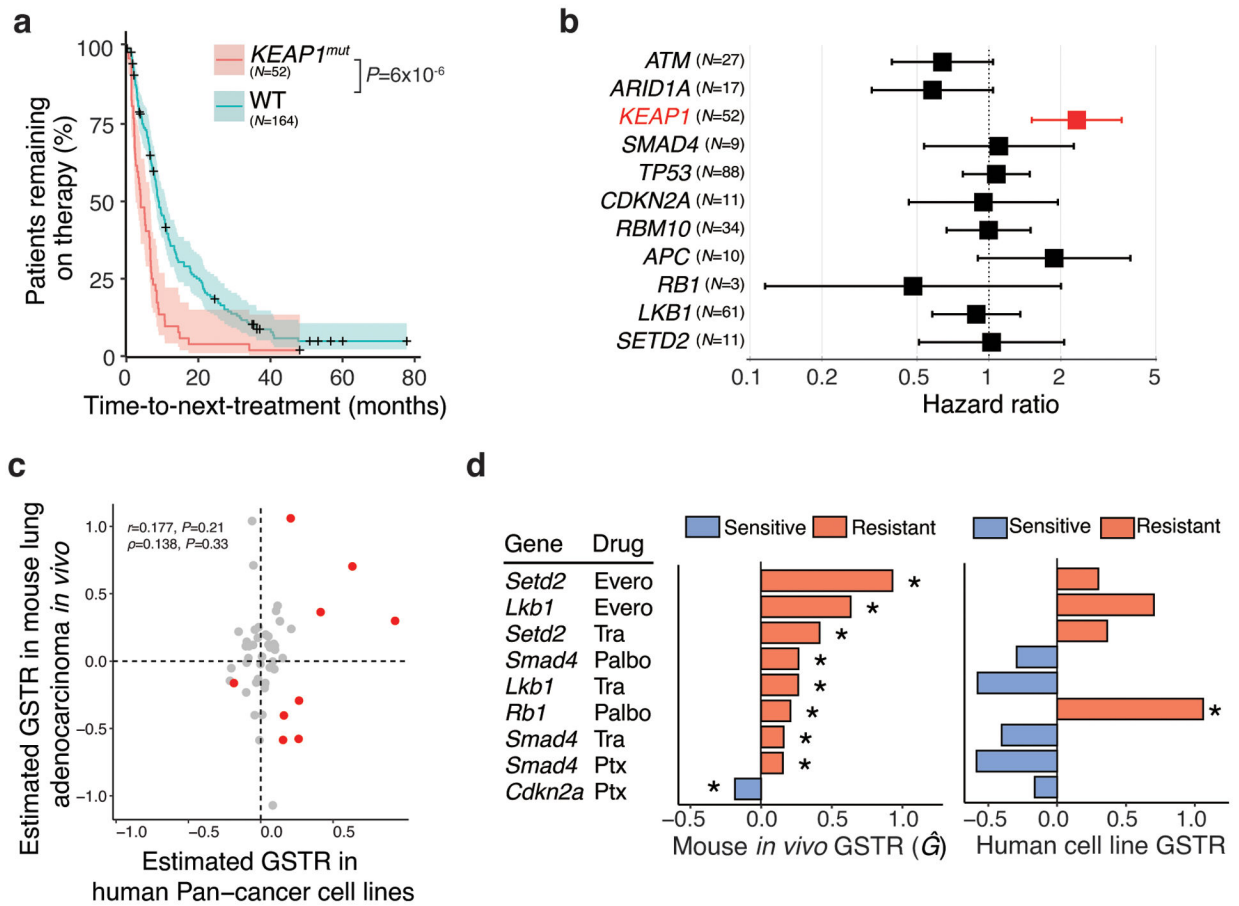 a
KEAP1mut
(N=52)
WT
(N=164)
P=6x10-6
100
75
50
25
0
Patients remaining
on therapy (%)
0 20 40 60 80
Time-to-next-treatment (months)
b
ATM (N=27)
ARID1A (N=17)
KEAP1 (N=52)
SMAD4 (N=9)
TP53 (N=88)
CDKN2A (N=11)
RBM10 (N=34)
APC (N=10)
RB1 (N=3)
LKB1 (N=61)
SETD2 (N=11)
0.1 0.2 0.5 1 2 5
Hazard ratio
c
Estimated GSTR in mouse lung
adenocarcinoma in vivo
r=0.177, P=0.21
ρ=0.138, P=0.33
1.0
0.5
0.0
−0.5
−1.0
−1.0 −0.5 0.0 0.5
Estimated GSTR in
human Pan−cancer cell lines
d
Sensitive Resistant
Sensitive Resistant
Gene Drug
Setd2 Evero
Lkb1 Evero
Setd2 Tra
Smad4 Palbo
Lkb1 Tra
Rb1 Palbo
Smad4 Tra
Smad4 Ptx
Cdkn2a Ptx
* * * * * * * * *
*
−0.5 0.0 0.5 1.0
Mouse in vivo GSTR (Ĝ)
−0.5 0.0 0.5 1.0
Human cell line GSTR